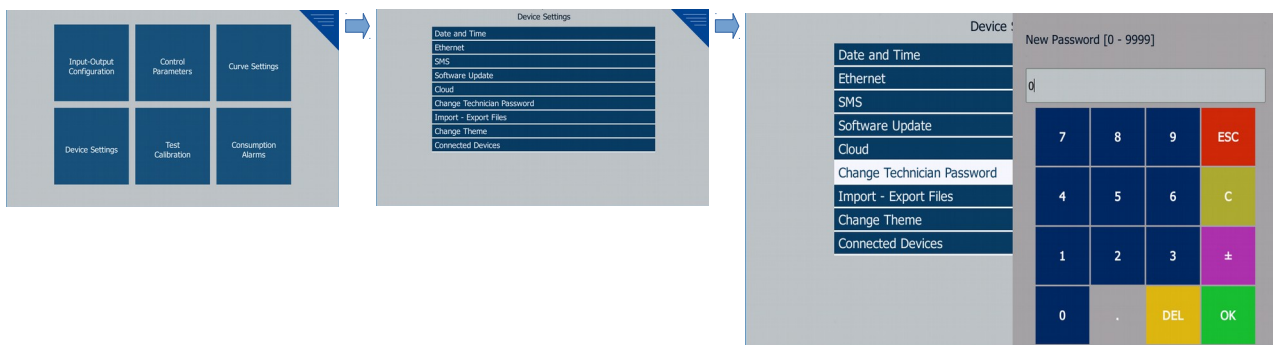 Input-Output
Configuration
Control
Parameters
Curve Settings
Device Settings
Test
Calibration
Consumption
Alarms
Device Settings
Date and Time
Ethernet
SMS
Software Update
Cloud
Change Technician Password
Import - Export Files
Change Theme
Connected Devices
Device S
Date and Time
Ethernet
SMS
Software Update
Cloud
Change Technician Password
Import - Export Files
Change Theme
Connected Devices
New Password [0 - 9999]
0
7 8 9 ESC
4 5 6 C
1 2 3 ±
0 . DEL OK